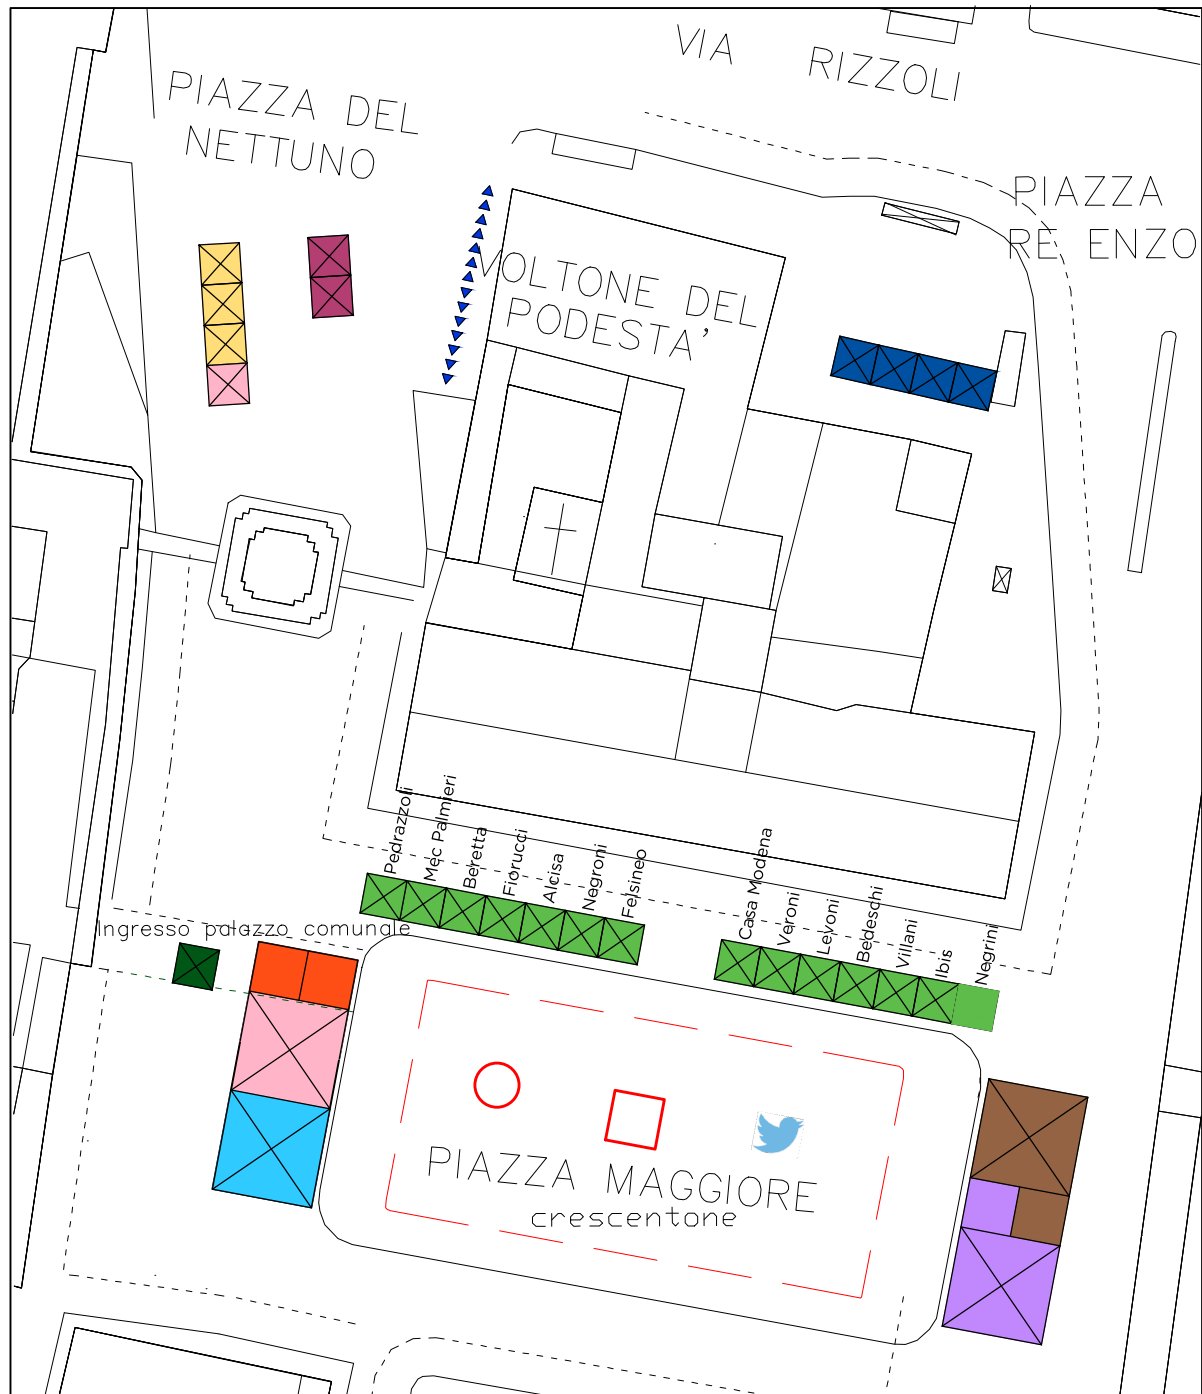 VIA RIZZOLI
PIAZZA DEL
NETTUNO
PIAZZA
RE ENZO
VOLTONE DEL
PODESTA'
Pedrazzoli
Mec Palmieri
Beretta
Fiorucci
Alcisa
Negroni
Felsineo
Casa Modena
Veroni
Levoni
Bedeschi
Villani
Ibis
Negrini
Ingresso palazzo comunale
PIAZZA MAGGIORE
crescentone